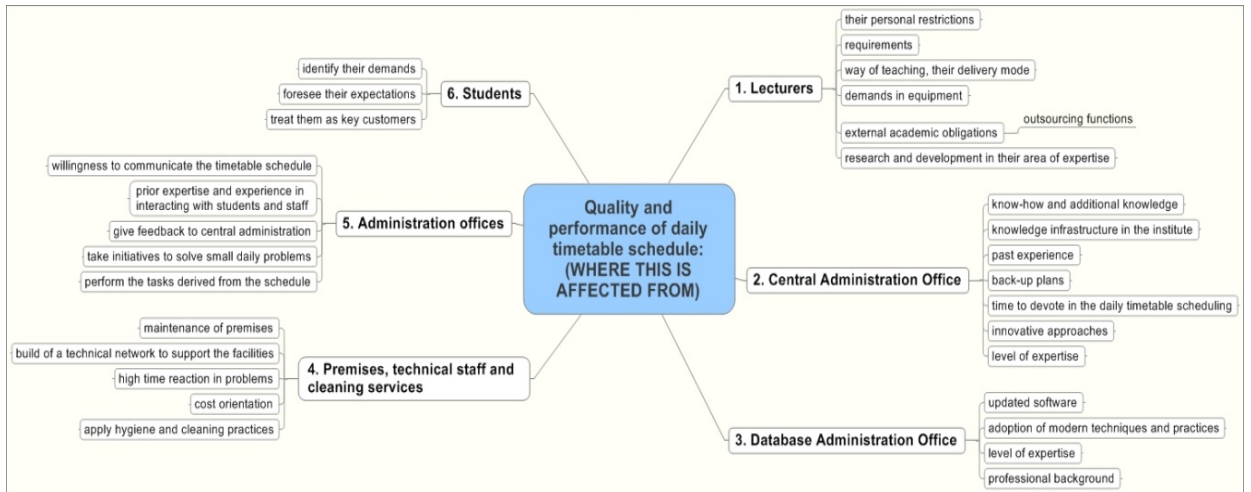 Quality and
performance of daily
timetable schedule:
(WHERE THIS IS
AFFECTED FROM)
1. Lecturers
their personal restrictions
requirements
way of teaching, their delivery mode
demands in equipment
external academic obligations
outsourcing functions
research and development in their area of expertise
2. Central Administration Office
know-how and additional knowledge
knowledge infrastructure in the institute
past experience
back-up plans
time to devote in the daily timetable scheduling
innovative approaches
level of expertise
3. Database Administration Office
updated software
adoption of modern techniques and practices
level of expertise
professional background
4. Premises, technical staff and
cleaning services
maintenance of premises
build of a technical network to support the facilities
high time reaction in problems
cost orientation
apply hygiene and cleaning practices
5. Administration offices
willingness to communicate the timetable schedule
prior expertise and experience in
interacting with students and staff
give feedback to central administration
take initiatives to solve small daily problems
perform the tasks derived from the schedule
6. Students
identify their demands
foresee their expectations
treat them as key customers